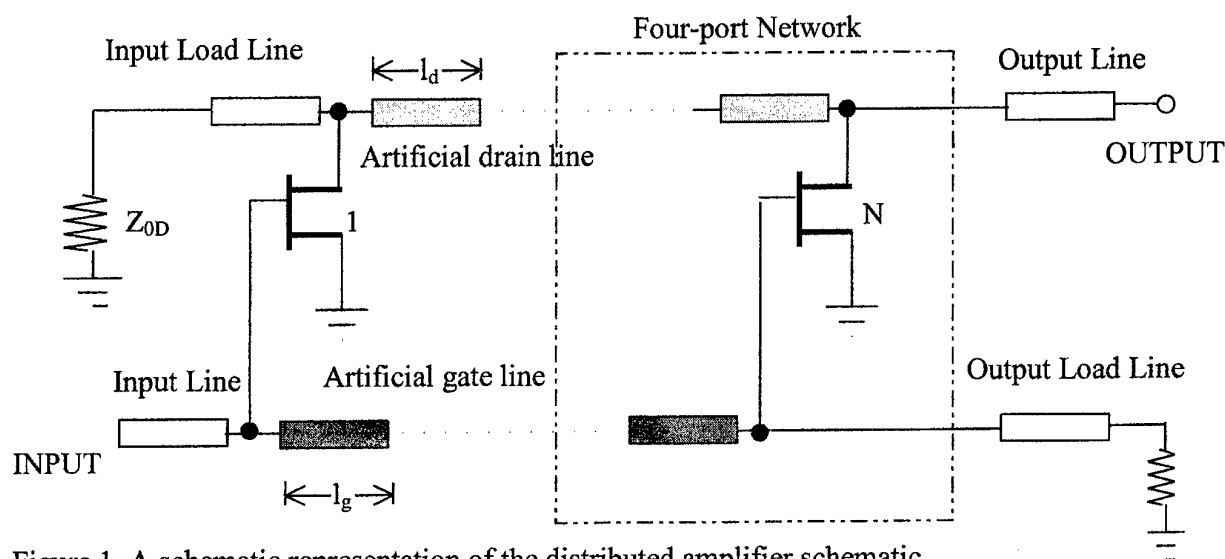 Four-port Network
Input Load Line
Output Line
l_d
OUTPUT
Artificial drain line
Z_0D
1
N
Input Line
Artificial gate line
Output Load Line
INPUT
l_g
Figure 1. A schematic representation of the distributed amplifier schematic